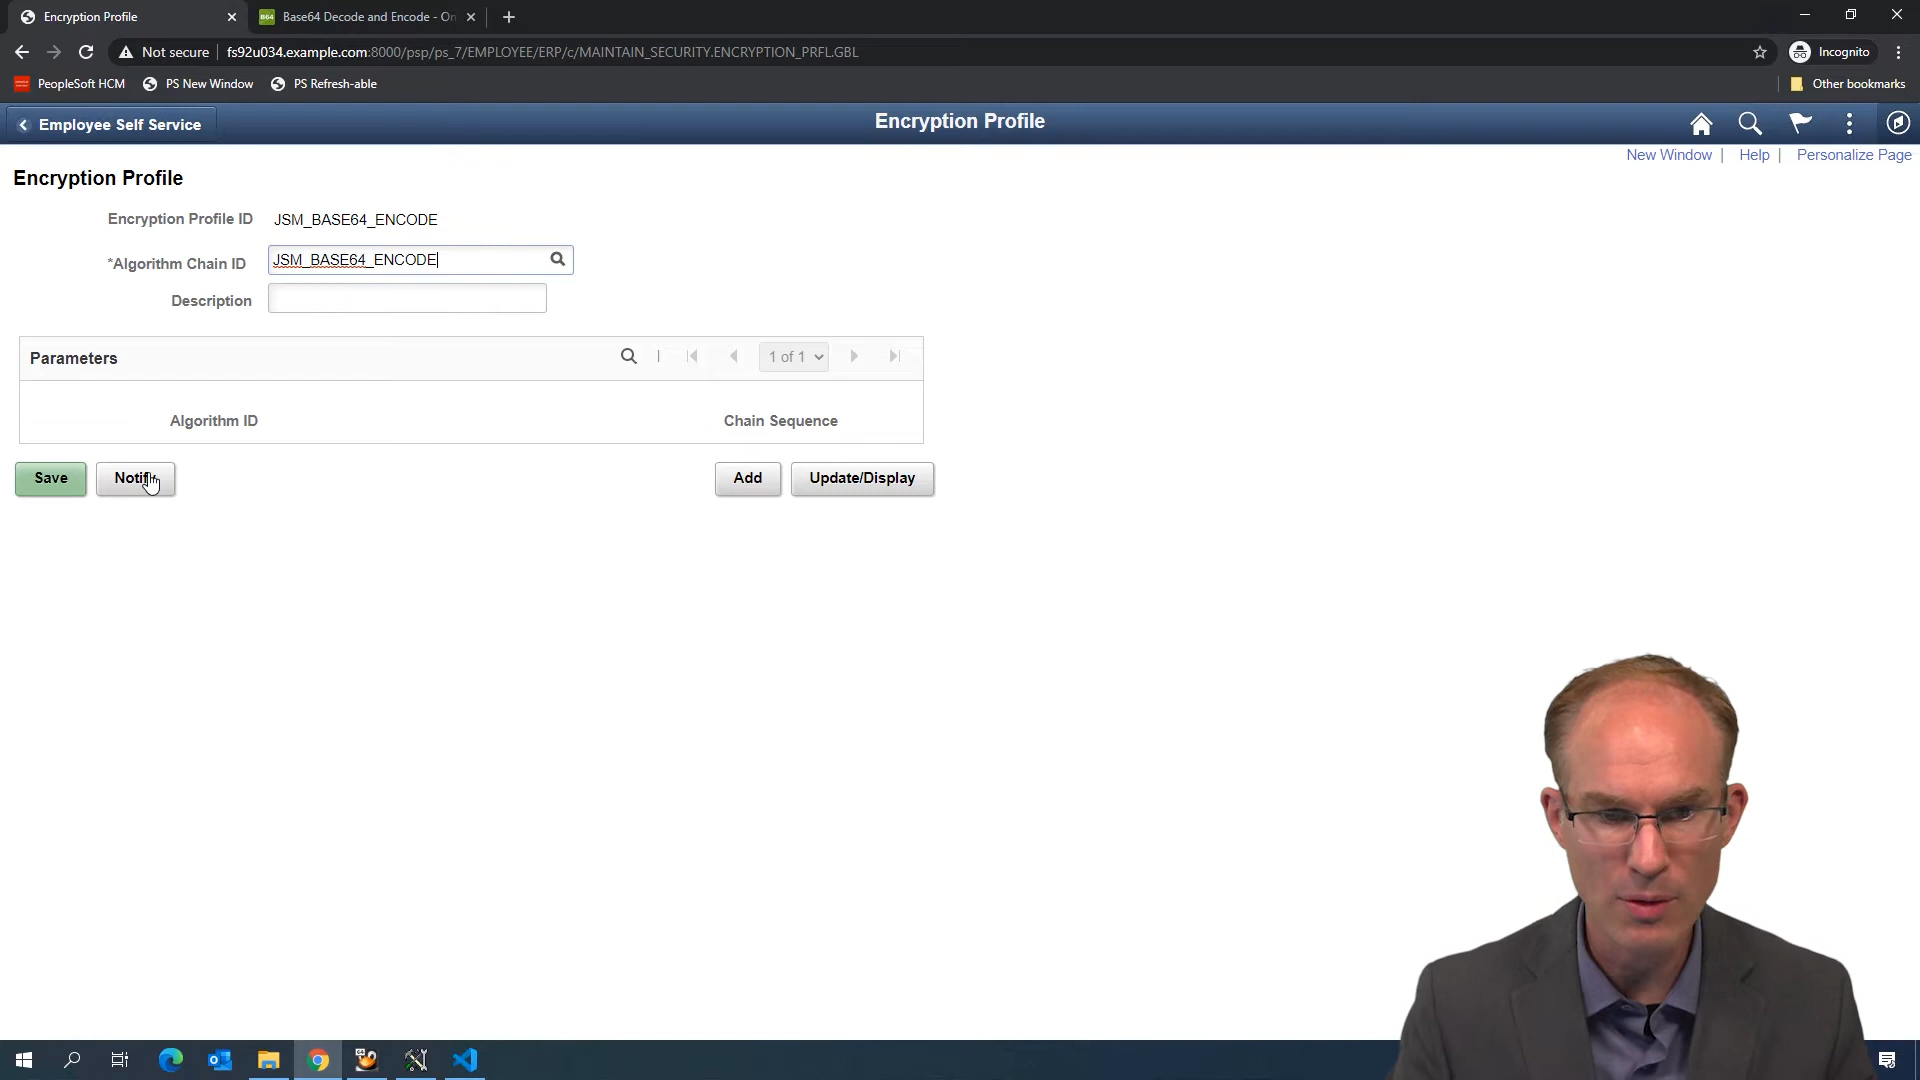 Encryption Profile
Base64 Decode and Encode - On
Not secure
fs92u034.example.com:8000/psp/ps_7/EMPLOYEE/ERP/c/MAINTAIN_SECURITY.ENCRYPTION_PRFL.GBL
Incognito
PeopleSoft HCM
PS New Window
PS Refresh-able
Other bookmarks
Employee Self Service
Encryption Profile
New Window |
Help |
Personalize Page
Encryption Profile
Encryption Profile ID
JSM_BASE64_ENCODE
*Algorithm Chain ID
JSM_BASE64_ENCODE
Description
Parameters
1 of 1
Algorithm ID
Chain Sequence
Save
Notify
Add
Update/Display